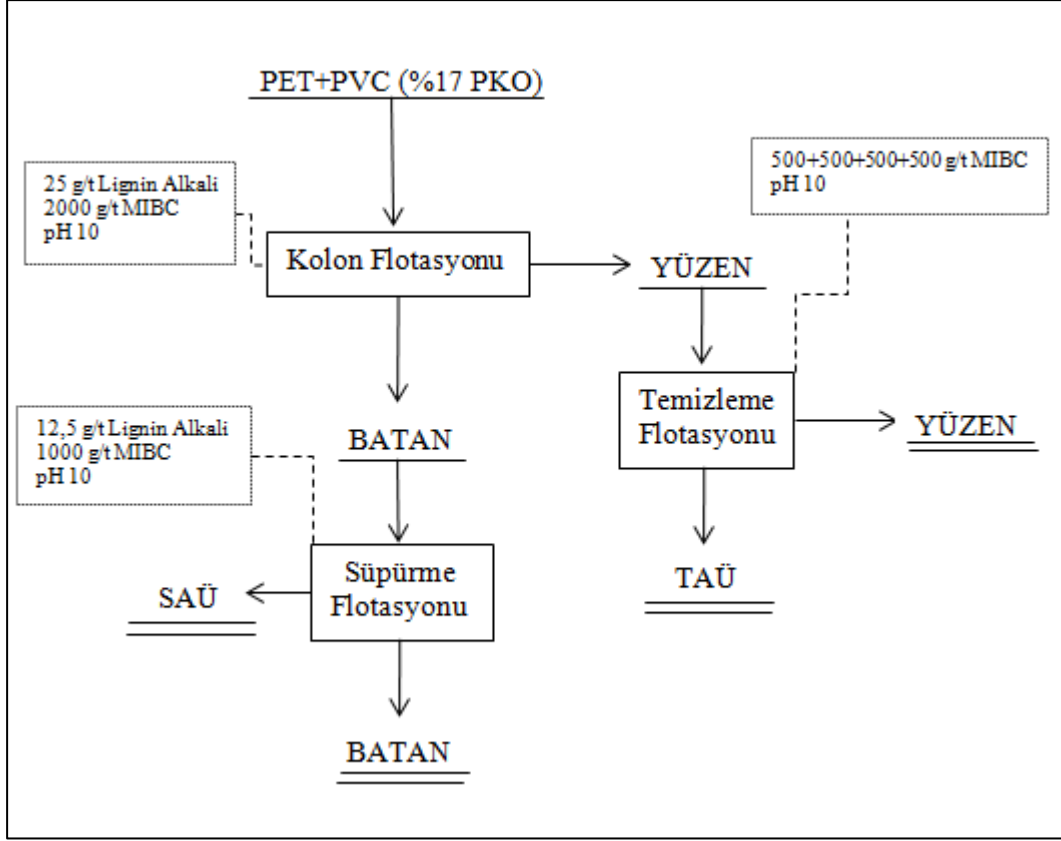 PET+PVC (%17 PKO)
25 g/t Lignin Alkali
2000 g/t MIBC
pH 10
500+500+500+500 g/t MIBC
pH 10
Kolon Flotasyonu
YÜZEN
Temizleme
Flotasyonu
YÜZEN
12,5 g/t Lignin Alkali
1000 g/t MIBC
pH 10
BATAN
Süpürme
Flotasyonu
SAÜ
TAÜ
BATAN